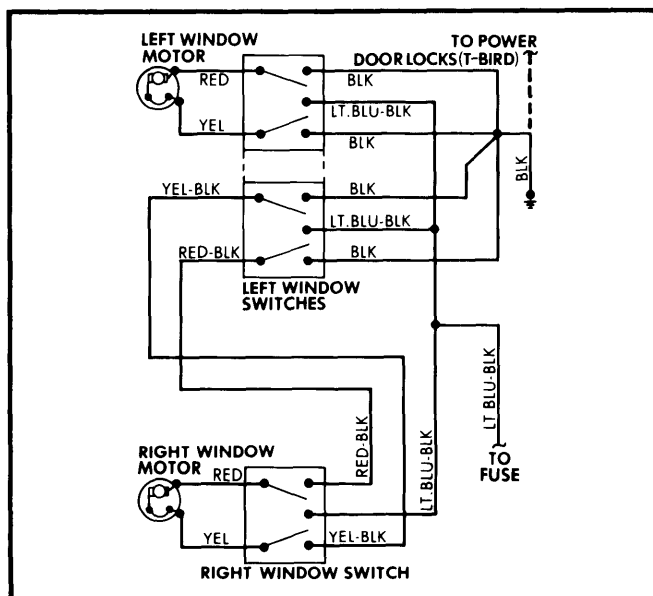 LEFT WINDOW
MOTOR
TO POWER
DOOR LOCKS (T-BIRD)
RED
BLK
LT.BLU-BLK
YEL
BLK
BLK
YEL-BLK
BLK
LT.BLU-BLK
RED-BLK
BLK
LEFT WINDOW
SWITCHES
LT BLU-BLK
RED-BLK
LT.BLU-BLK
TO
FUSE
RIGHT WINDOW
MOTOR
RED
YEL
YEL-BLK
RIGHT WINDOW SWITCH